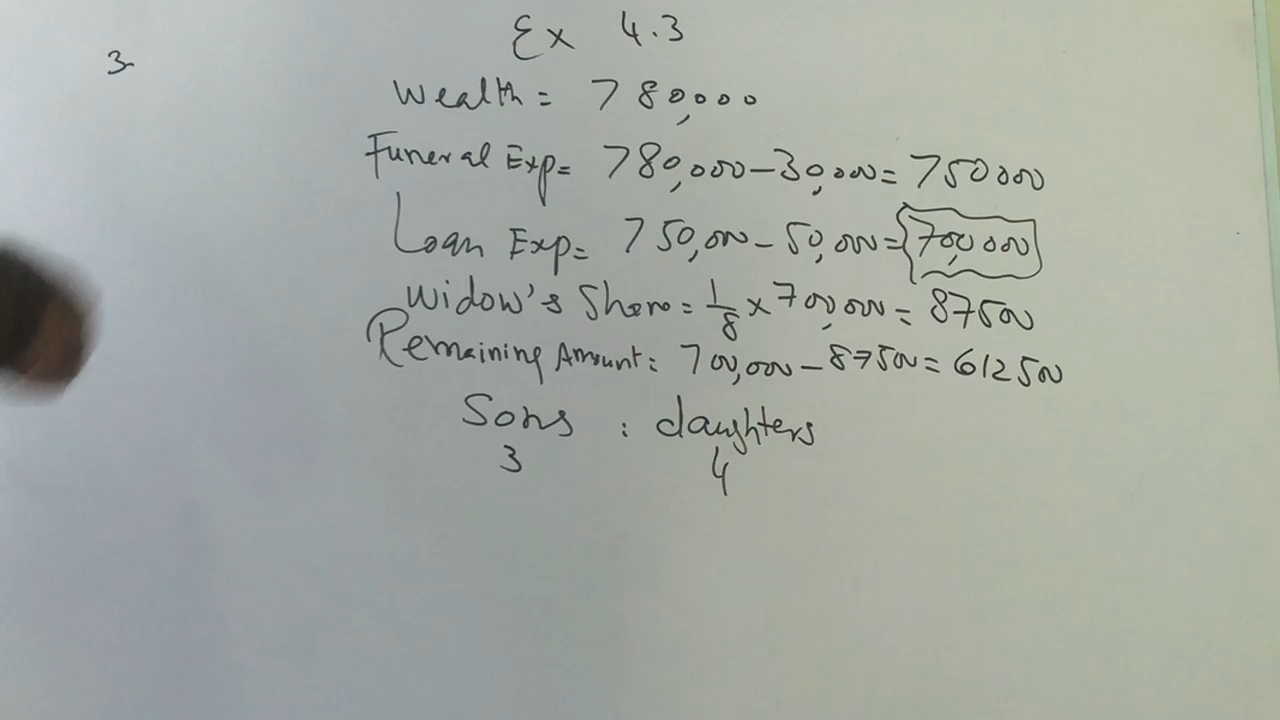 Ex 4.3
3
Wealth = 780,000
Funeral Exp = 780,000 - 30,000 = 750000
Loan Exp = 750,000 - 50,000 = 700,000
Widow's Share = 1/8 x 700,000 = 87500
Remaining Amount: 700,000 - 87500 = 612500
Sons : daughters
3 4